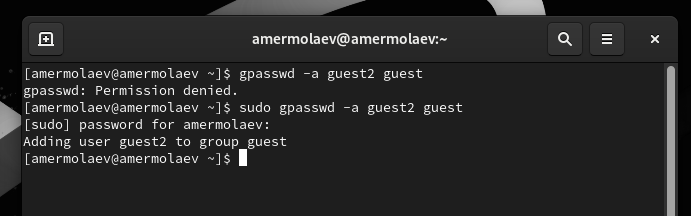 amermolaev@amermolaev:~
[amermolaev@amermolaev ~]$ gpasswd -a guest2 guest
gpasswd: Permission denied.
[amermolaev@amermolaev ~]$ sudo gpasswd -a guest2 guest
[sudo] password for amermolaev:
Adding user guest2 to group guest
[amermolaev@amermolaev ~]$